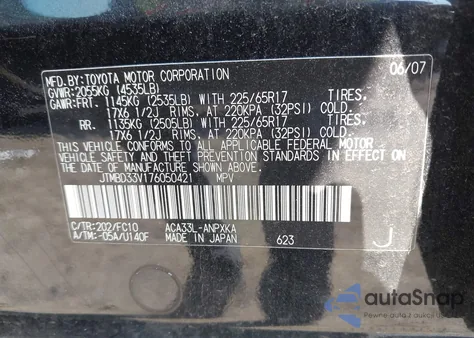 MFD.BY:TOYOTA MOTOR CORPORATION 06/07
GVWR:2055KG (4535LB)
GAWR:FRT. 1145KG (2535LB) WITH 225/65R17 TIRES,
17X6 1/2J RIMS, AT 220KPA (32PSI) COLD.
RR. 1135KG (2505LB) WITH 225/65R17 TIRES,
17X6 1/2J RIMS, AT 220KPA (32PSI) COLD.
THIS VEHICLE CONFORMS TO ALL APPLICABLE FEDERAL MOTOR
VEHICLE SAFETY AND BUMPER STANDARDS IN EFFECT ON THE
DATE OF MANUFACTURE SHOWN ABOVE.
JTMBD33V176050421 MPV
C/TR:202/FC10 ACA33L-ANPXKA
A/TM:-05A/U140F MADE IN JAPAN 623 J
autoSnap
Pewne auto z USA